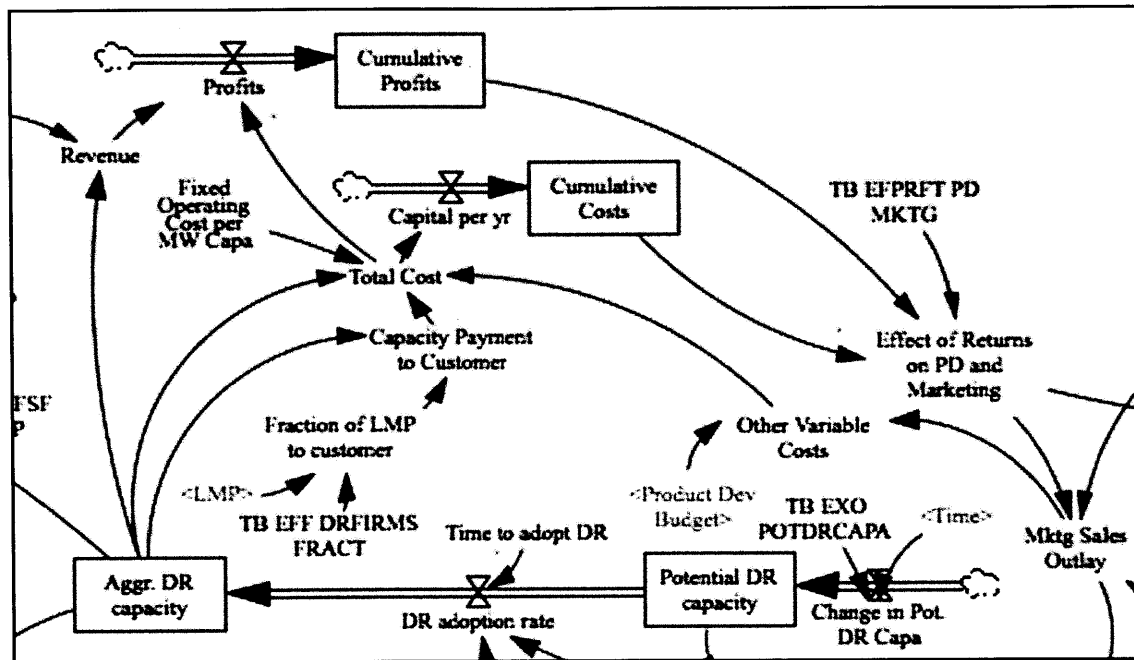 Cumulative
Profits
Profits
Revenue
Fixed
Operating
Cost per
MW Capa
Capital per yr
Cumulative
Costs
TB EFPRFT PD
MKTG
Total Cost
Capacity Payment
to Customer
Effect of Returns
on PD and
Marketing
FSF
P
Fraction of LMP
to customer
Other Variable
Costs
<LMP>
TB EFF DRFIRMS
FRACT
Time to adopt DR
<Product Dev
Budget>
TB EXO
POTDRCAPA
<Time>
Mktg Sales
Outlay
Aggr. DR
capacity
DR adoption rate
Potential DR
capacity
Change in Pot.
DR Capa